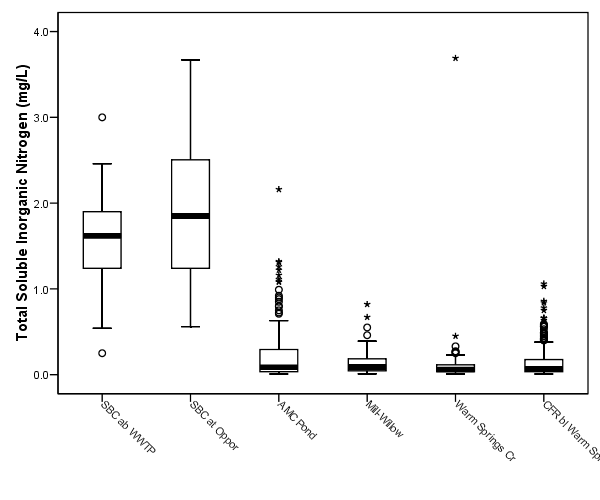 Total Soluble Inorganic Nitrogen (mg/L)
4.0
3.0
2.0
1.0
0.0
SBC ab WWTP
SBC at Oppor
AMC Pond
Mill-Willow
Warm Springs Cr
CFR bl Warm Sp